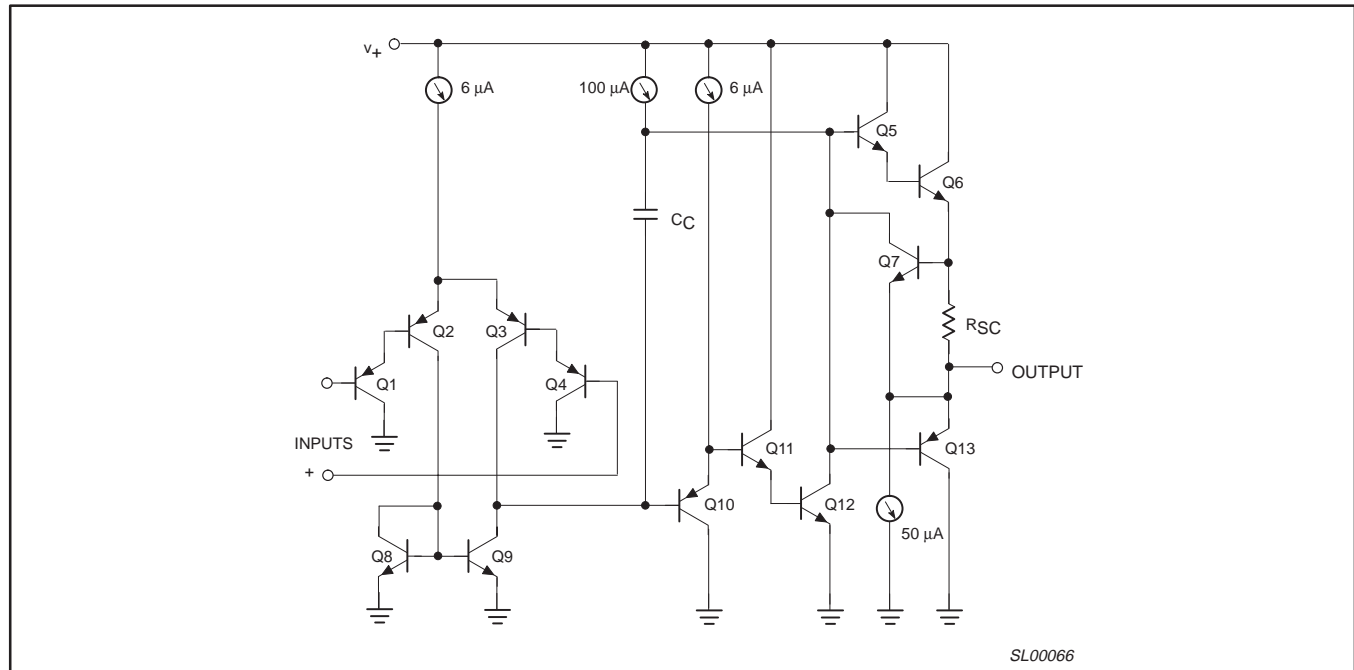 V+
6 µA
100 µA
6 µA
Q5
Q6
CC
Q7
Q2
Q3
RSC
Q1
Q4
OUTPUT
INPUTS
+
Q11
Q13
Q10
Q12
50 µA
Q8
Q9
SL00066